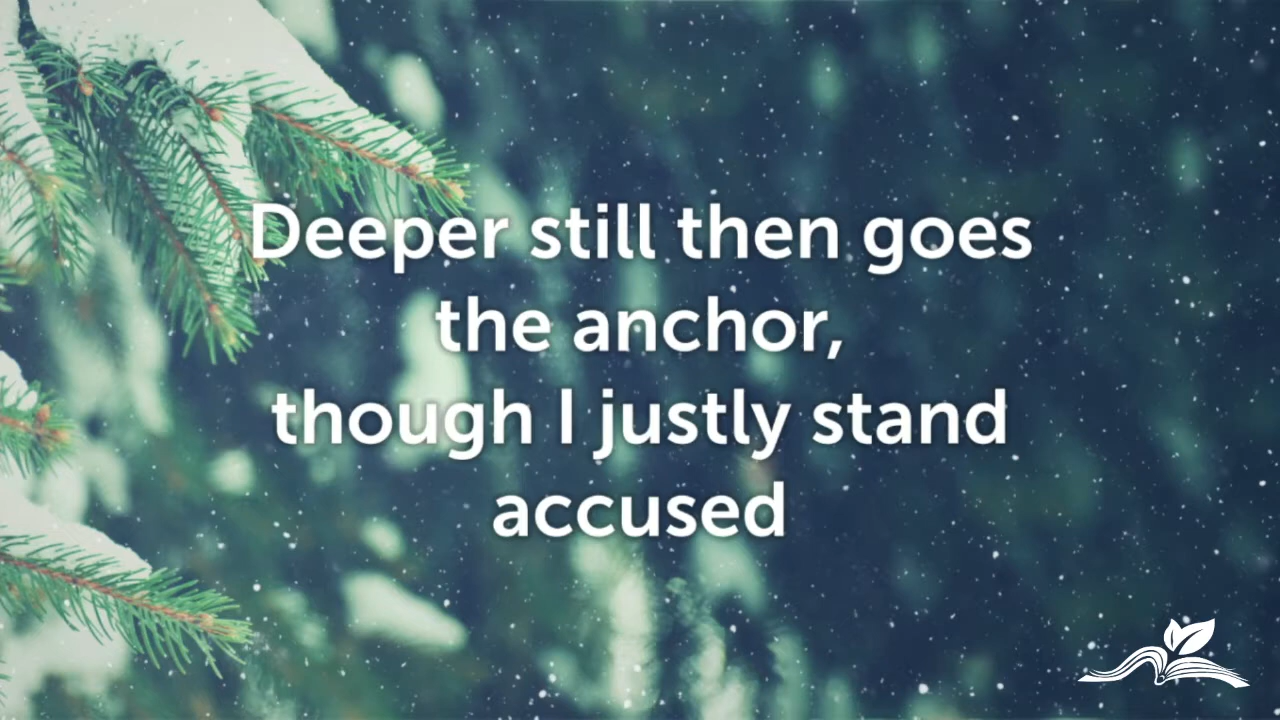 Deeper still then goes
the anchor,
though I justly stand
accused